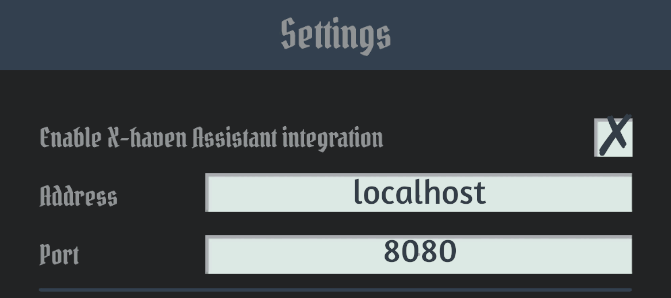 Settings
Enable X-haven Assistant integration
Address localhost
Port 8080